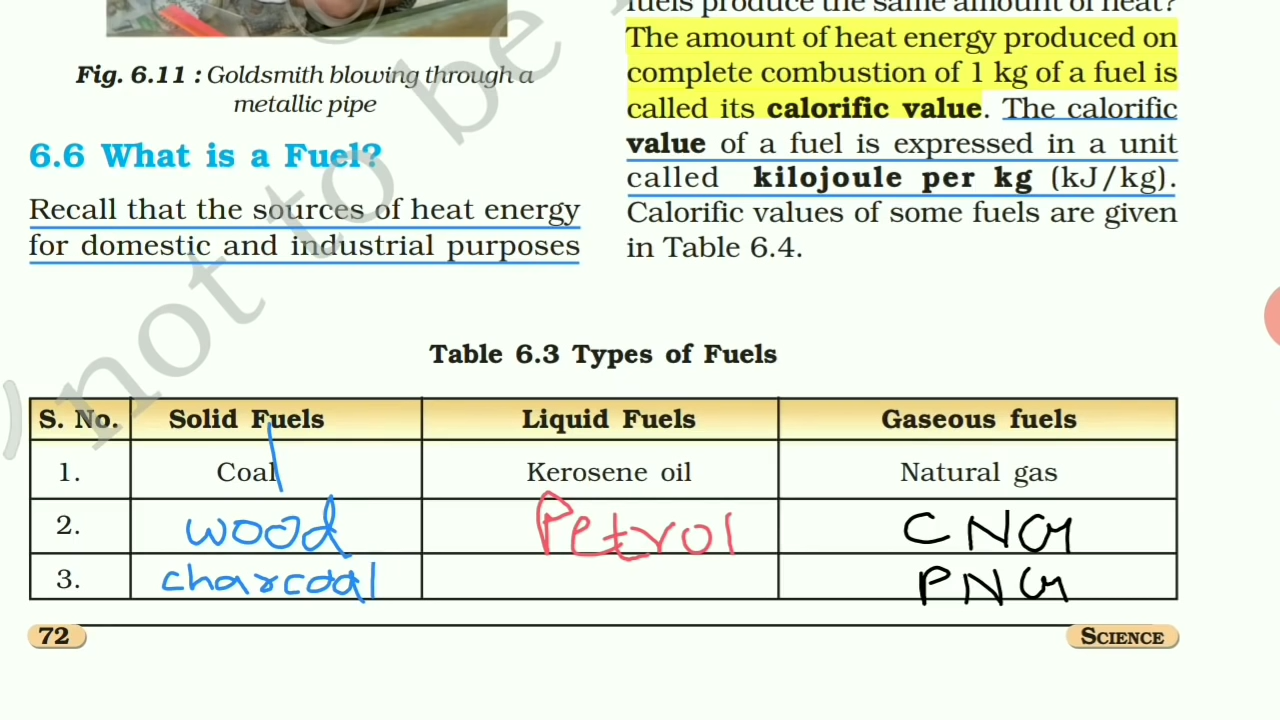 Fig. 6.11 : Goldsmith blowing through a
metallic pipe
6.6 What is a Fuel?
Recall that the sources of heat energy
for domestic and industrial purposes
fuels produce the same amount of heat?
The amount of heat energy produced on
complete combustion of 1 kg of a fuel is
called its calorific value. The calorific
value of a fuel is expressed in a unit
called kilojoule per kg (kJ/kg).
Calorific values of some fuels are given
in Table 6.4.
Table 6.3 Types of Fuels
S. No. Solid Fuels Liquid Fuels Gaseous fuels
1. Coal Kerosene oil Natural gas
2. wood Petrol CNG
3. charcoal PNG
72 SCIENCE
not to be